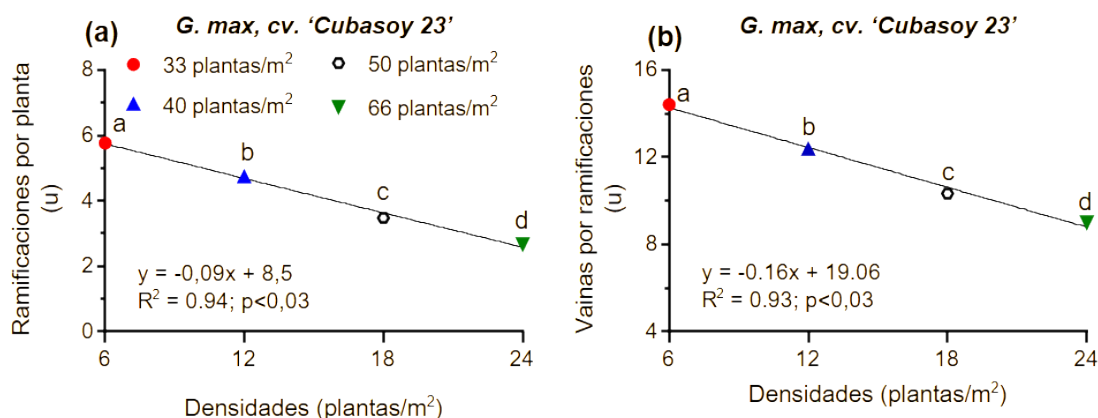 (a) G. max, cv. ‘Cubasoy 23’
33 plantas/m²
50 plantas/m²
40 plantas/m²
66 plantas/m²
Ramificaciones por planta
(u)
8
6
4
2
0
a
b
c
d
y = -0,09x + 8,5
R² = 0.94; p<0,03
6 12 18 24
Densidades (plantas/m²)
(b) G. max, cv. ‘Cubasoy 23’
Vainas por ramificaciones
(u)
16
12
8
4
a
b
c
d
y = -0.16x + 19.06
R² = 0.93; p<0,03
6 12 18 24
Densidades (plantas/m²)